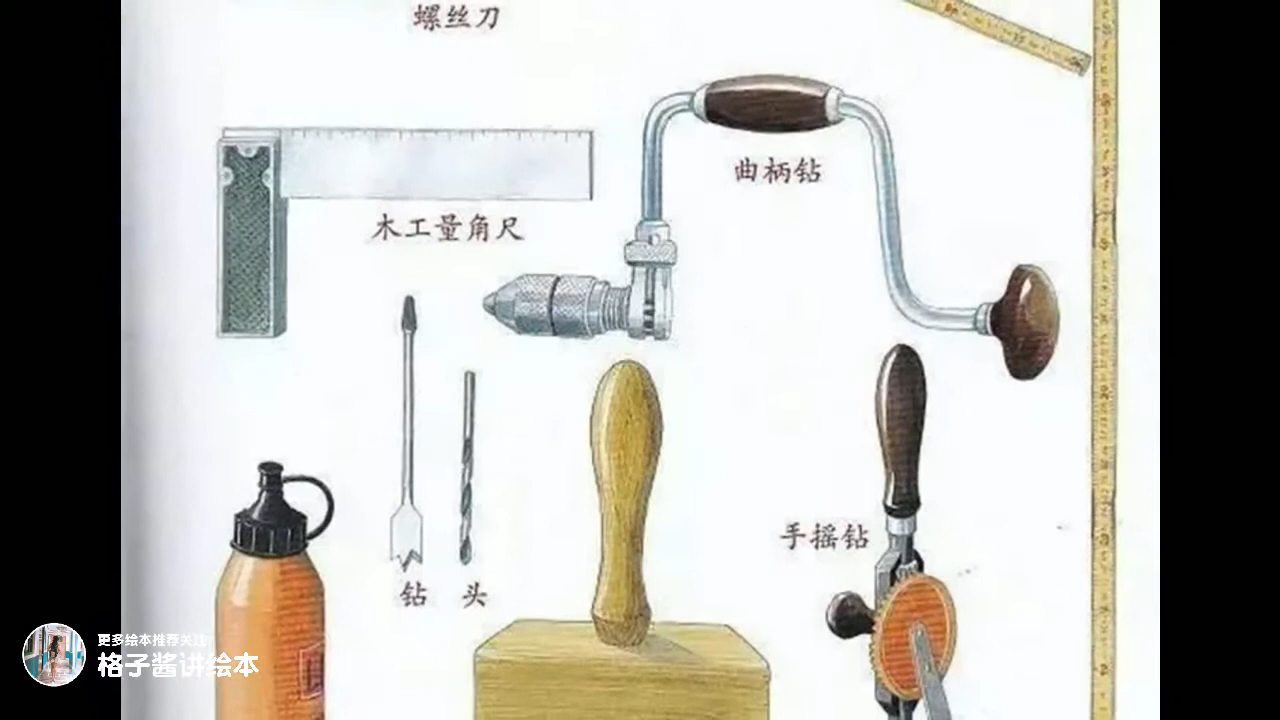 螺丝刀
曲柄钻
木工量角尺
手摇钻
钻 头
更多绘本推荐关注
格子酱讲绘本